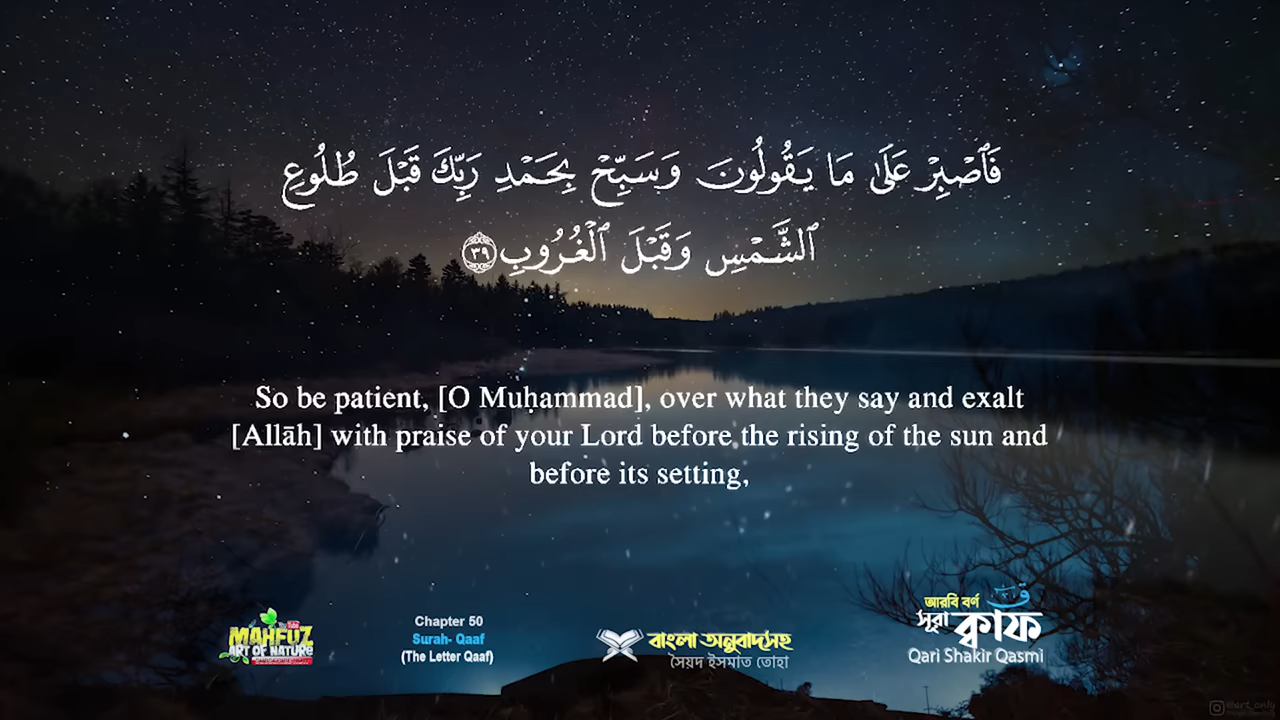 فَٱصْبِرْ عَلَىٰ مَا يَقُولُونَ وَسَبِّحْ بِحَمْدِ رَبِّكَ قَبْلَ طُلُوعِ
ٱلشَّمْسِ وَقَبْلَ ٱلْغُرُوبِ ٣٩
So be patient, [O Muḥammad], over what they say and exalt
[Allāh] with praise of your Lord before the rising of the sun and
before its setting,
MAHFUZ
ART OF NATURE
Chapter 50
Surah- Qaaf
(The Letter Qaaf)
বাংলা অনুবাদসহ
সৈয়দ ইসমাত তোহা
আরবি বর্ণ ق
সূরা ক্বাফ
Qari Shakir Qasmi
@art_only